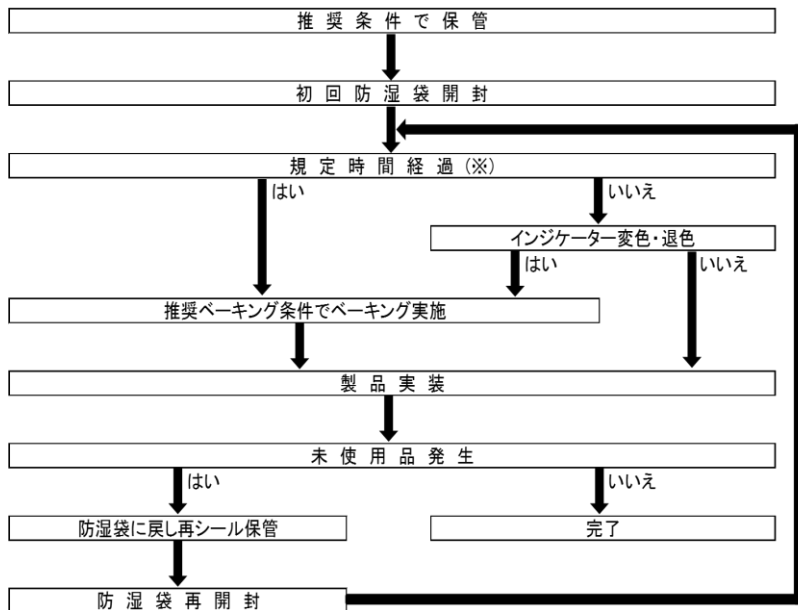 推奨条件で保管
初回防湿袋開封
規定時間経過(※)
はい
いいえ
インジケーター変色・退色
はい
いいえ
推奨ベーキング条件でベーキング実施
製品実装
未使用品発生
はい
いいえ
防湿袋に戻し再シール保管
完了
防湿袋再開封